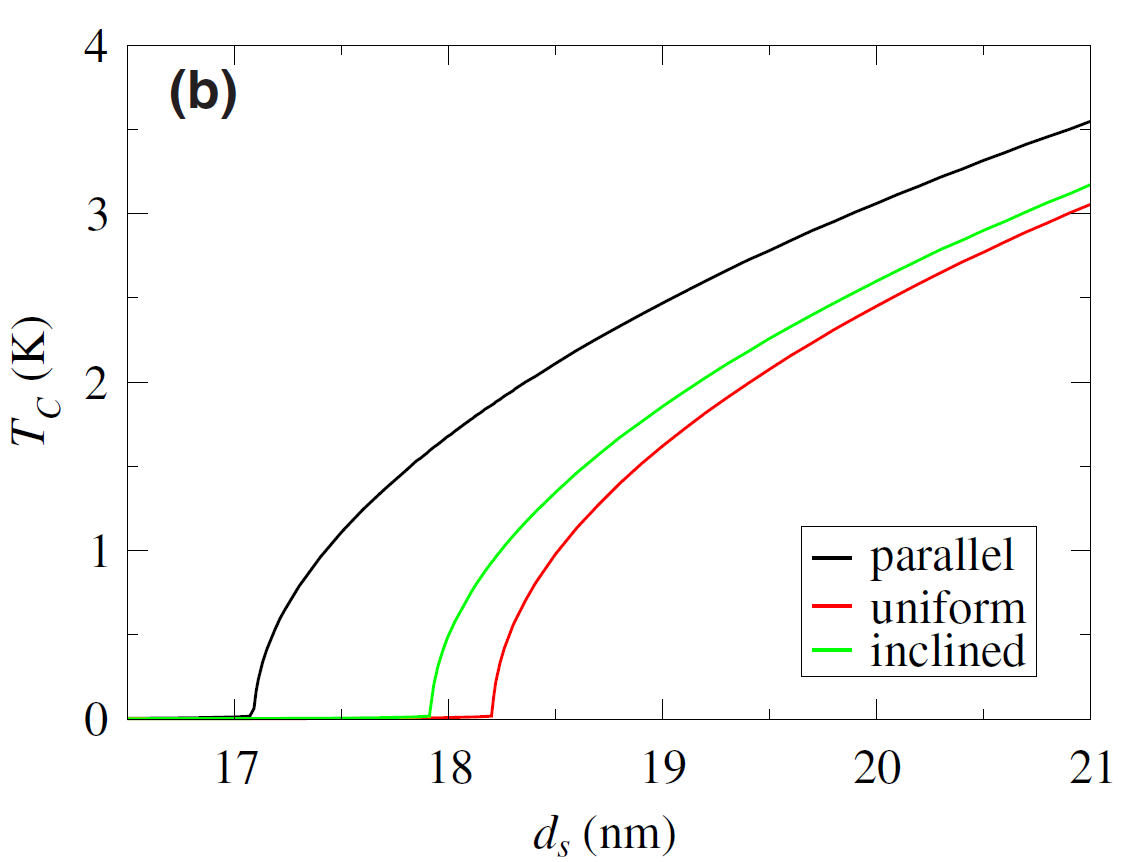 (b)
4
3
2
1
0
T_C (K)
parallel
uniform
inclined
17 18 19 20 21
d_s (nm)